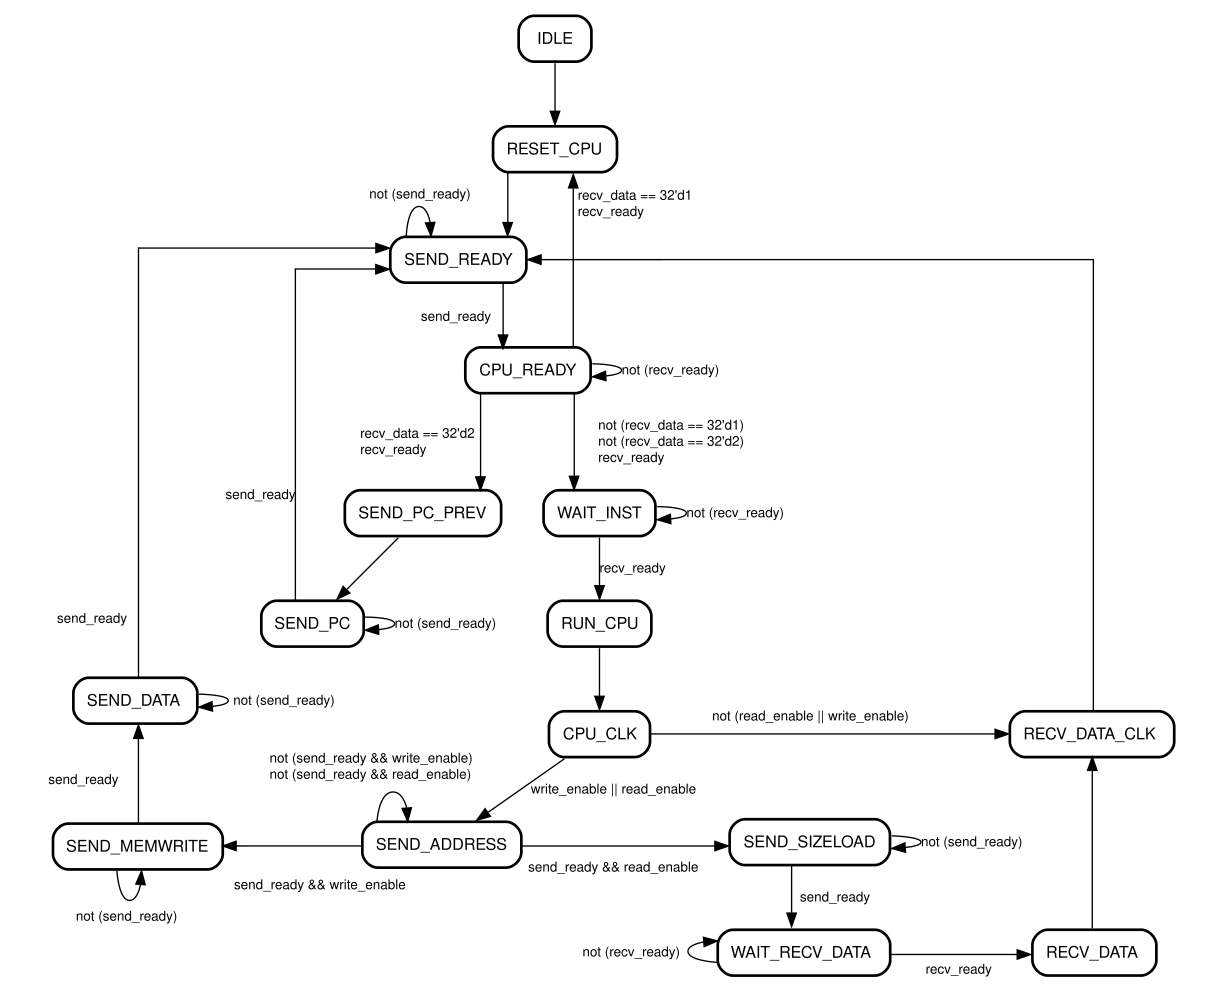 IDLE
RESET_CPU
not (send_ready)
recv_data == 32'd1
recv_ready
SEND_READY
send_ready
CPU_READY
not (recv_ready)
recv_data == 32'd2
recv_ready
not (recv_data == 32'd1)
not (recv_data == 32'd2)
recv_ready
send_ready
SEND_PC_PREV
WAIT_INST
not (recv_ready)
recv_ready
send_ready
SEND_PC
not (send_ready)
RUN_CPU
SEND_DATA
not (send_ready)
not (read_enable || write_enable)
CPU_CLK
RECV_DATA_CLK
send_ready
not (send_ready && write_enable)
not (send_ready && read_enable)
write_enable || read_enable
SEND_MEMWRITE
SEND_ADDRESS
SEND_SIZELOAD
not (send_ready)
send_ready && read_enable
send_ready && write_enable
send_ready
not (send_ready)
not (recv_ready)
WAIT_RECV_DATA
RECV_DATA
recv_ready